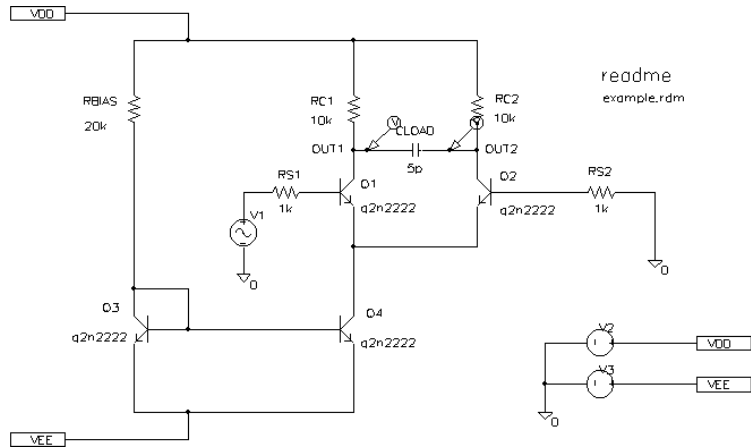 VDD
readme
example.rdm
RBIAS
20k
RC1
10k
RC2
10k
V
V
CLOAD
5p
OUT1
OUT2
RS1
1k
Q1
q2n2222
Q2
q2n2222
RS2
1k
V1
0
0
Q3
q2n2222
Q4
q2n2222
V2
VDD
V3
VEE
0
VEE